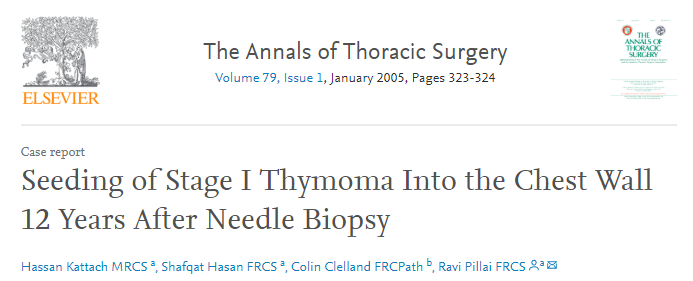 ELSEVIER
The Annals of Thoracic Surgery
Volume 79, Issue 1, January 2005, Pages 323-324
THE
ANNALS OF
THORACIC
SURGERY
Case report
Seeding of Stage I Thymoma Into the Chest Wall
12 Years After Needle Biopsy
Hassan Kattach MRCS a, Shafqat Hasan FRCS a, Colin Clelland FRCPath b, Ravi Pillai FRCS a